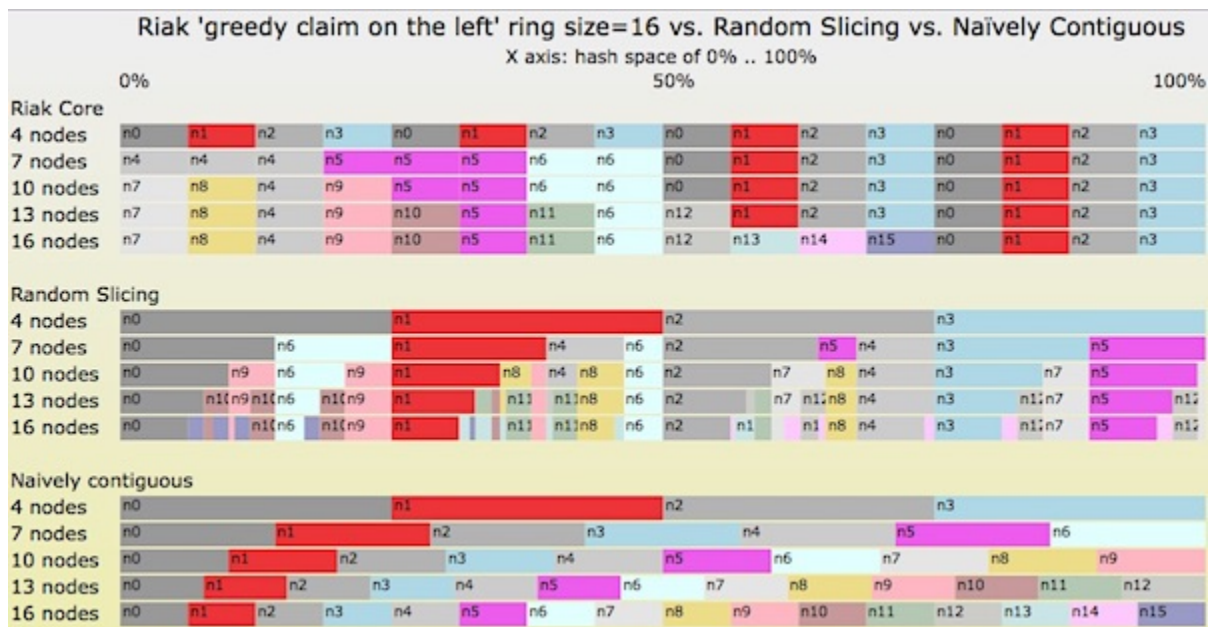 Riak 'greedy claim on the left' ring size=16 vs. Random Slicing vs. Naïvely Contiguous
X axis: hash space of 0% .. 100%
0% 50% 100%
Riak Core
4 nodes n0 n1 n2 n3 n0 n1 n2 n3 n0 n1 n2 n3 n0 n1 n2 n3
7 nodes n4 n4 n4 n5 n5 n5 n6 n6 n0 n1 n2 n3 n0 n1 n2 n3
10 nodes n7 n8 n4 n9 n5 n5 n6 n6 n0 n1 n2 n3 n0 n1 n2 n3
13 nodes n7 n8 n4 n9 n10 n5 n11 n6 n12 n1 n2 n3 n0 n1 n2 n3
16 nodes n7 n8 n4 n9 n10 n5 n11 n6 n12 n13 n14 n15 n0 n1 n2 n3
Random Slicing
4 nodes n0 n1 n2 n3
7 nodes n0 n6 n1 n4 n6 n2 n5 n4 n3 n5
10 nodes n0 n9 n6 n9 n1 n8 n4 n8 n6 n2 n7 n8 n4 n3 n7 n5
13 nodes n0 n9 n6 n9 n1 n11 n8 n6 n2 n7 n8 n4 n3 n7 n5
16 nodes n0 n6 n9 n1 n11 n8 n6 n2 n8 n4 n3 n7 n5
Naively contiguous
4 nodes n0 n1 n2 n3
7 nodes n0 n1 n2 n3 n4 n5 n6
10 nodes n0 n1 n2 n3 n4 n5 n6 n7 n8 n9
13 nodes n0 n1 n2 n3 n4 n5 n6 n7 n8 n9 n10 n11 n12
16 nodes n0 n1 n2 n3 n4 n5 n6 n7 n8 n9 n10 n11 n12 n13 n14 n15